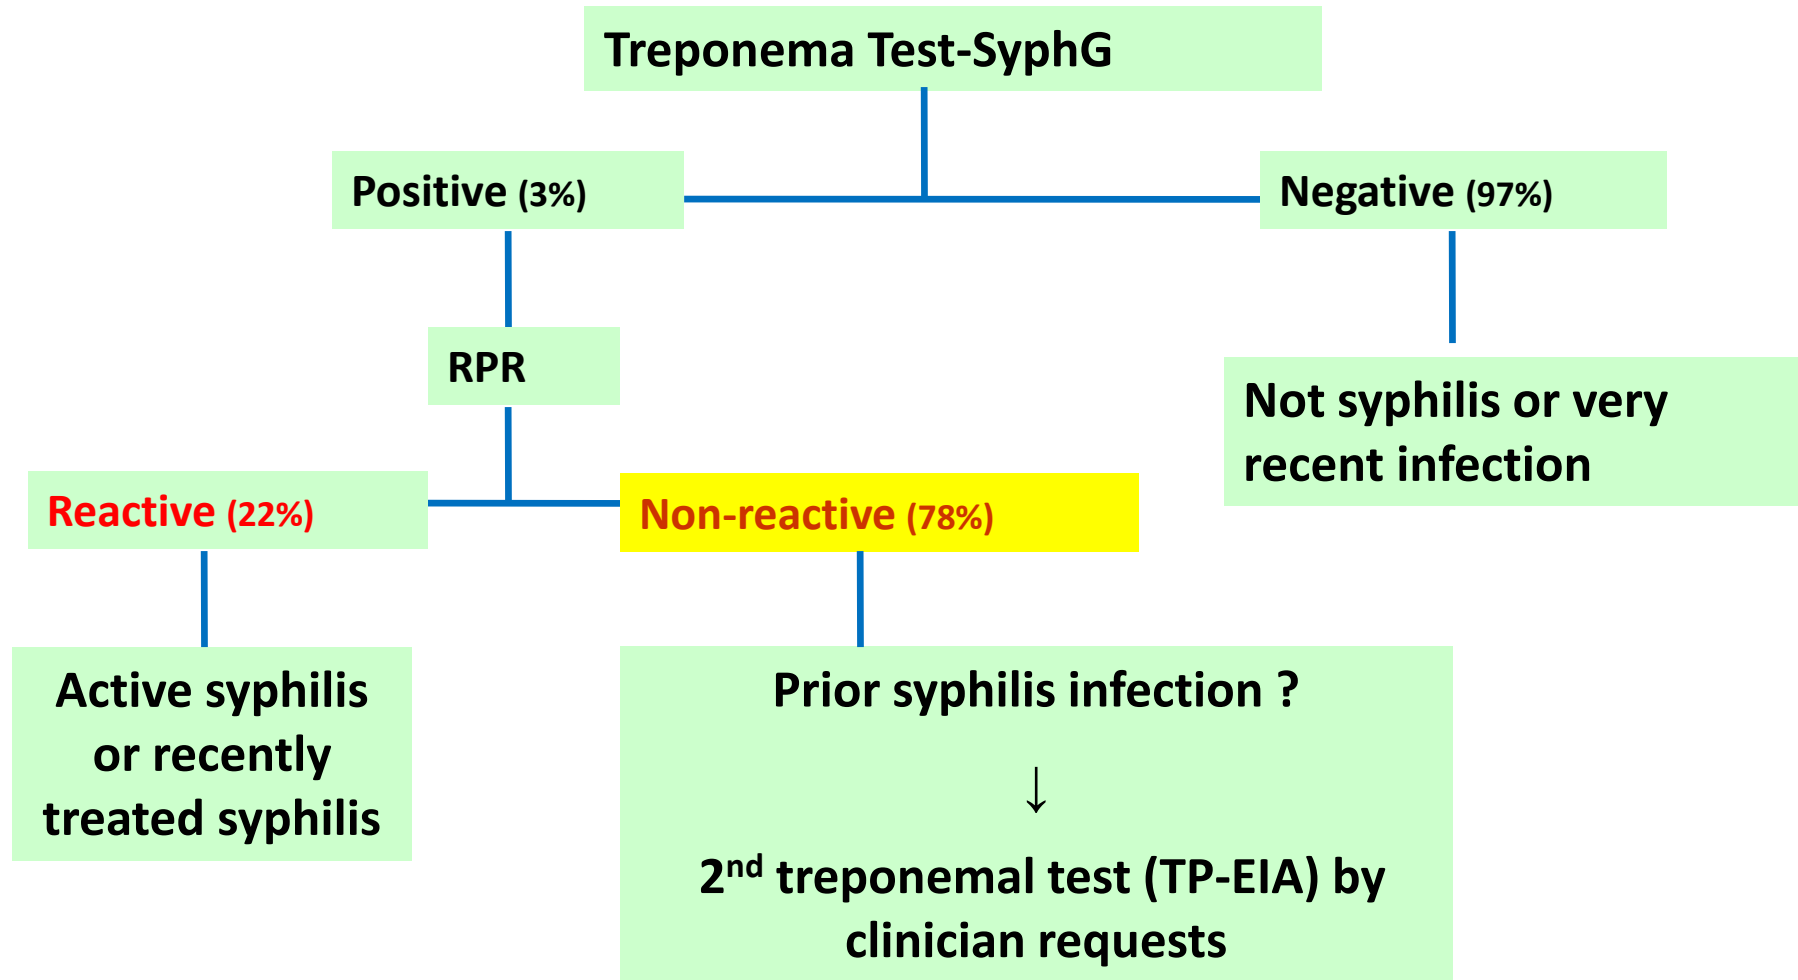 Treponema Test-SyphG
Positive (3%)
Negative (97%)
RPR
Not syphilis or very
recent infection
Reactive (22%)
Non-reactive (78%)
Active syphilis
or recently
treated syphilis
Prior syphilis infection ?
↓
2nd treponemal test (TP-EIA) by
clinician requests